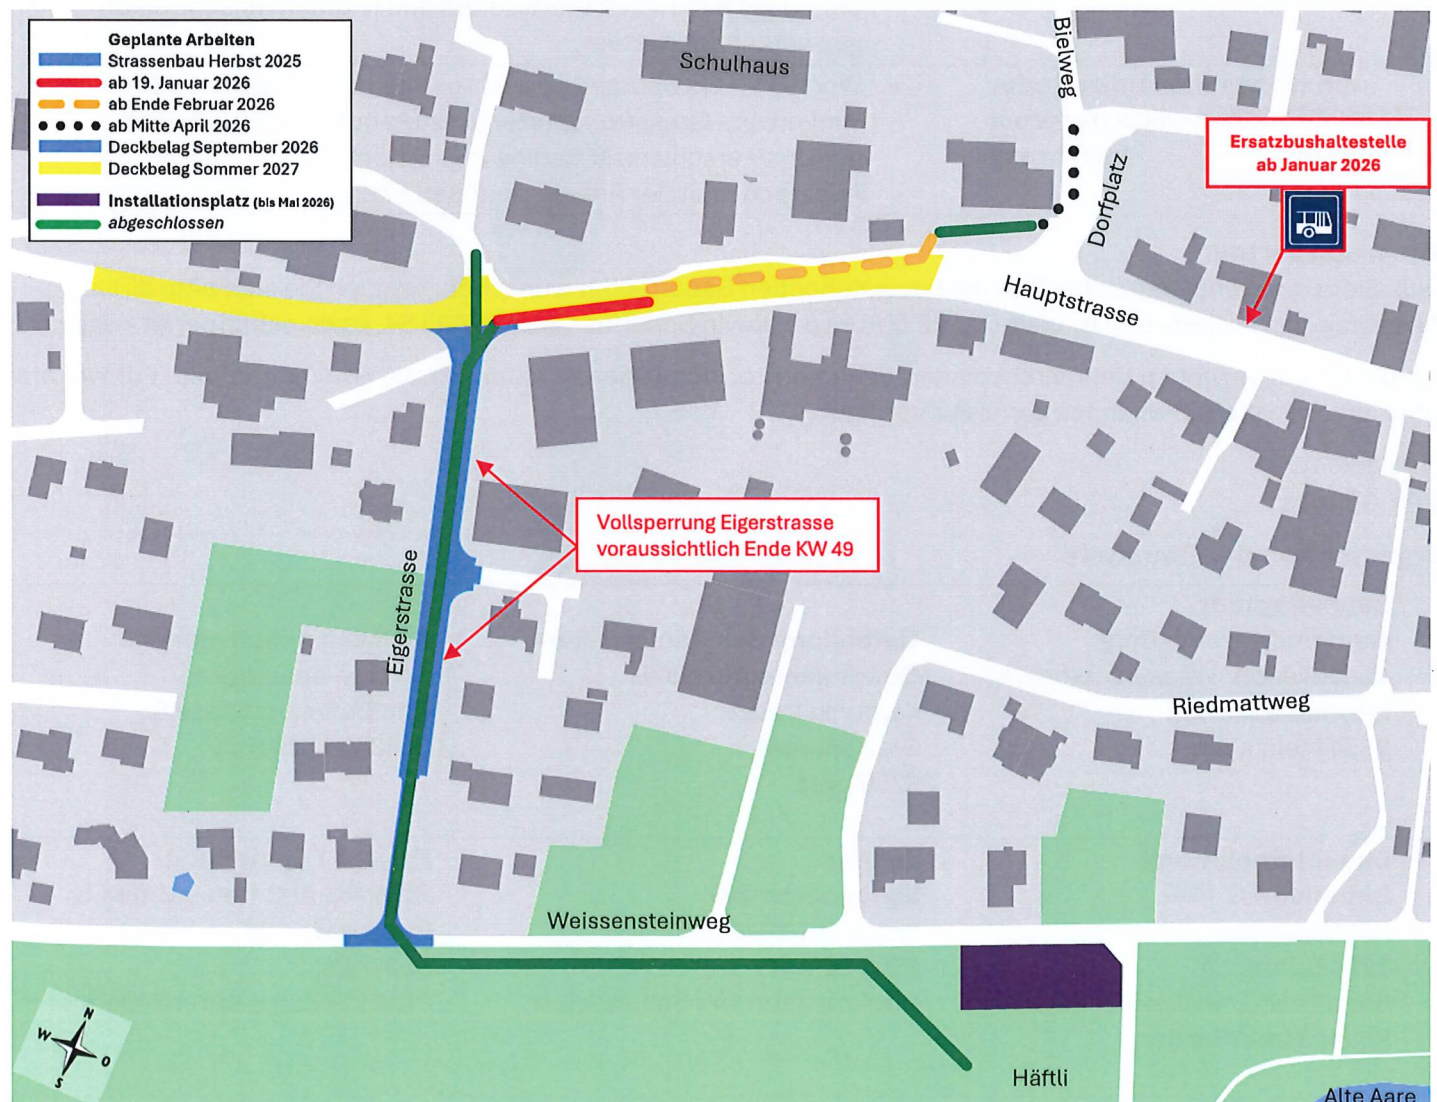 Geplante Arbeiten
Strassenbau Herbst 2025
ab 19. Januar 2026
ab Ende Februar 2026
ab Mitte April 2026
Deckbelag September 2026
Deckbelag Sommer 2027
Installationsplatz (bis Mai 2026)
abgeschlossen
Schulhaus
Bielweg
Dorfplatz
Ersatzbushaltestelle
ab Januar 2026
Hauptstrasse
Vollsperrung Eigerstrasse
voraussichtlich Ende KW 49
Eigerstrasse
Riedmattweg
Weissensteinweg
N
W
O
S
Häftli
Alte Aare